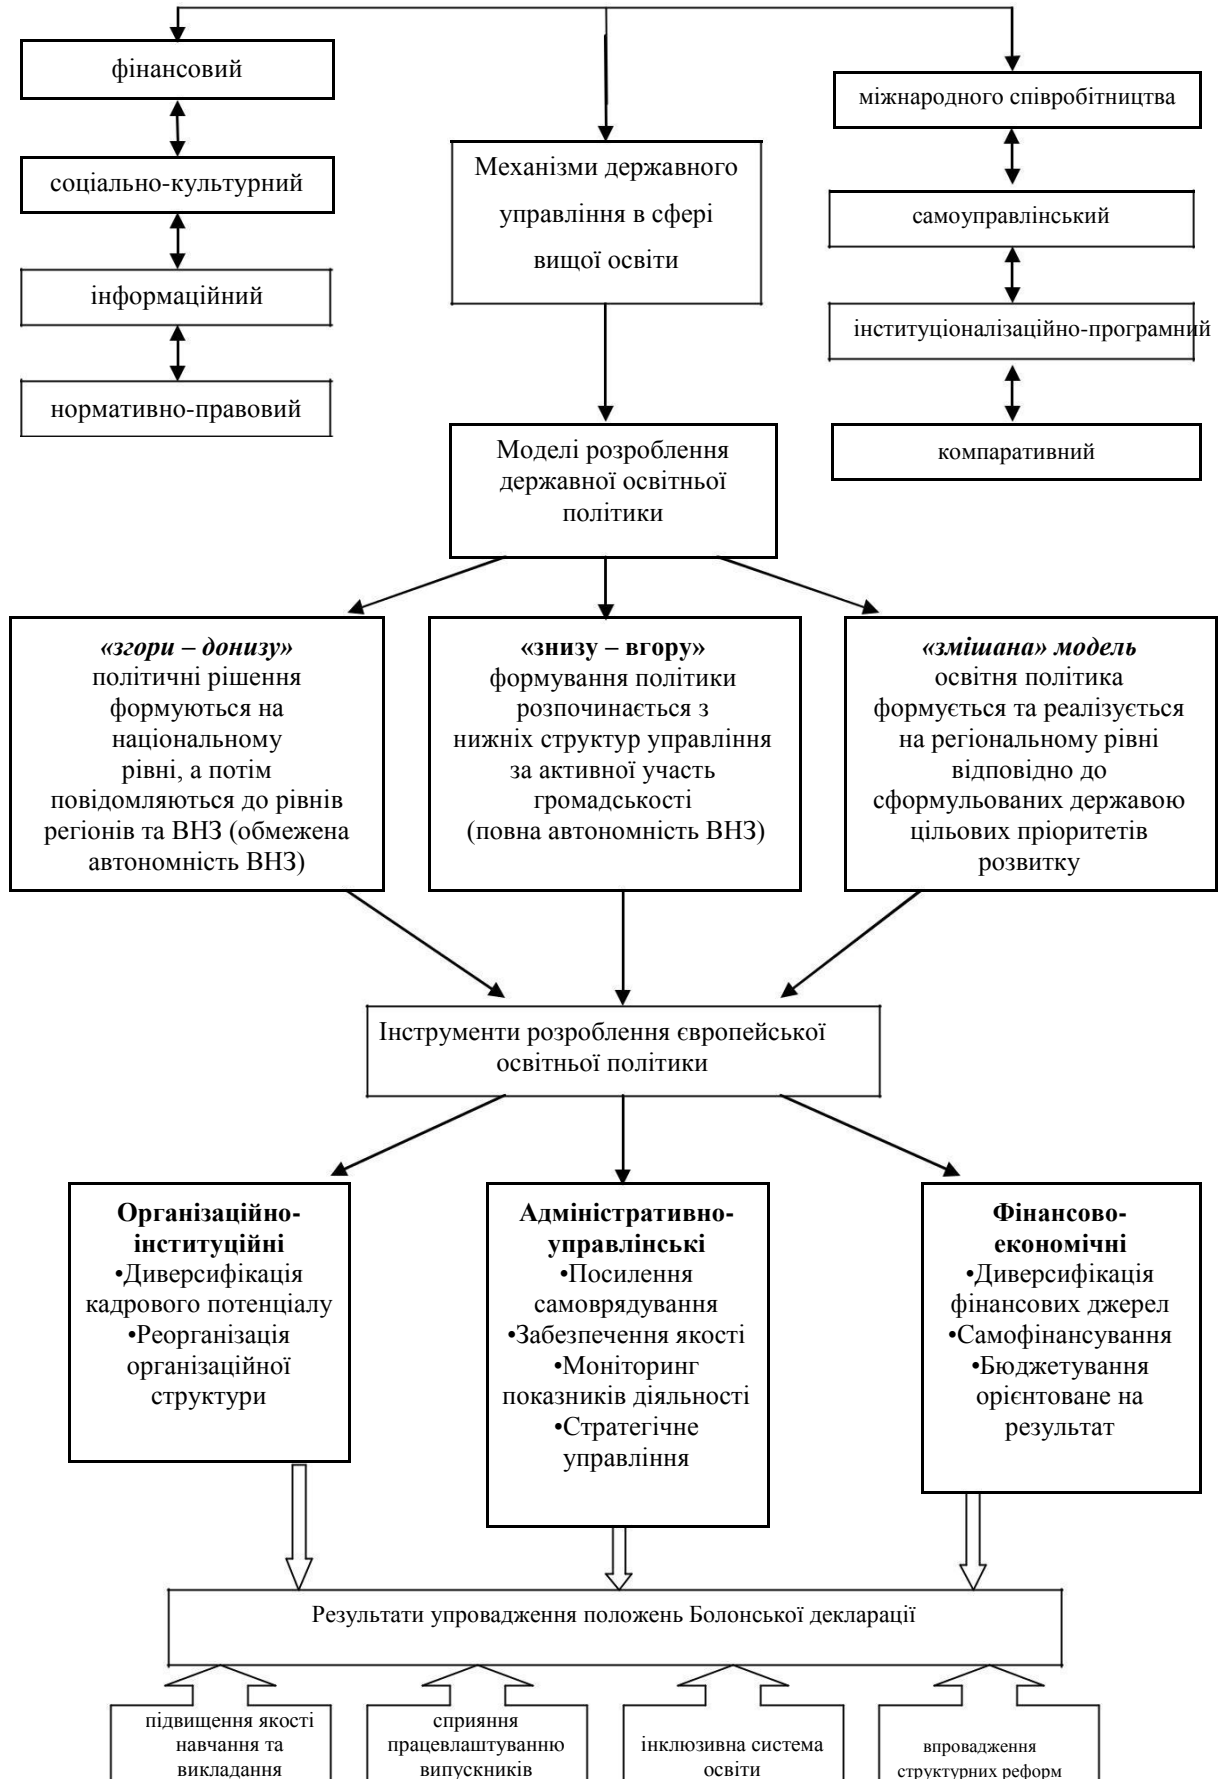 фінансовий
соціально-культурний
інформаційний
нормативно-правовий
Механізми державного
управління в сфері
вищої освіти
міжнародного співробітництва
самоуправлінський
інституціоналізаційно-програмний
компаративний
Моделі розроблення
державної освітньої
політики
«згори – донизу»
політичні рішення
формуються на
національному
рівні, а потім
повідомляються до рівнів
регіонів та ВНЗ (обмежена
автономність ВНЗ)
«знизу – вгору»
формування політики
розпочинається з
нижніх структур управління
за активної участь
громадськості
(повна автономність ВНЗ)
«змішана» модель
освітня політика
формується та реалізується
на регіональному рівні
відповідно до
сформульованих державою
цільових пріоритетів
розвитку
Інструменти розроблення європейської
освітньої політики
Організаційно-
інституційні
•Диверсифікація
кадрового потенціалу
•Реорганізація
організаційної
структури
Адміністративно-
управлінські
•Посилення
самоврядування
•Забезпечення якості
•Моніторинг
показників діяльності
•Стратегічне
управління
Фінансово-
економічні
•Диверсифікація
фінансових джерел
•Самофінансування
•Бюджетування
орієнтоване на
результат
Результати упровадження положень Болонської декларації
підвищення якості
навчання та
викладання
сприяння
працевлаштуванню
випускників
інклюзивна система
освіти
впровадження
структурних реформ